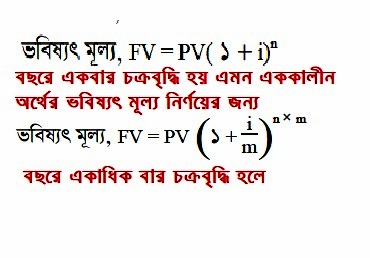 ভবিষ্যৎ মূল্য, FV = PV( ১ + i)ⁿ
বছরে একবার চক্রবৃদ্ধি হয় এমন এককালীন
অর্থের ভবিষ্যৎ মূল্য নির্ণয়ের জন্য
ভবিষ্যৎ মূল্য, FV = PV (১ + i/m)ⁿ ˣ ᵐ
বছরে একাধিক বার চক্রবৃদ্ধি হলে